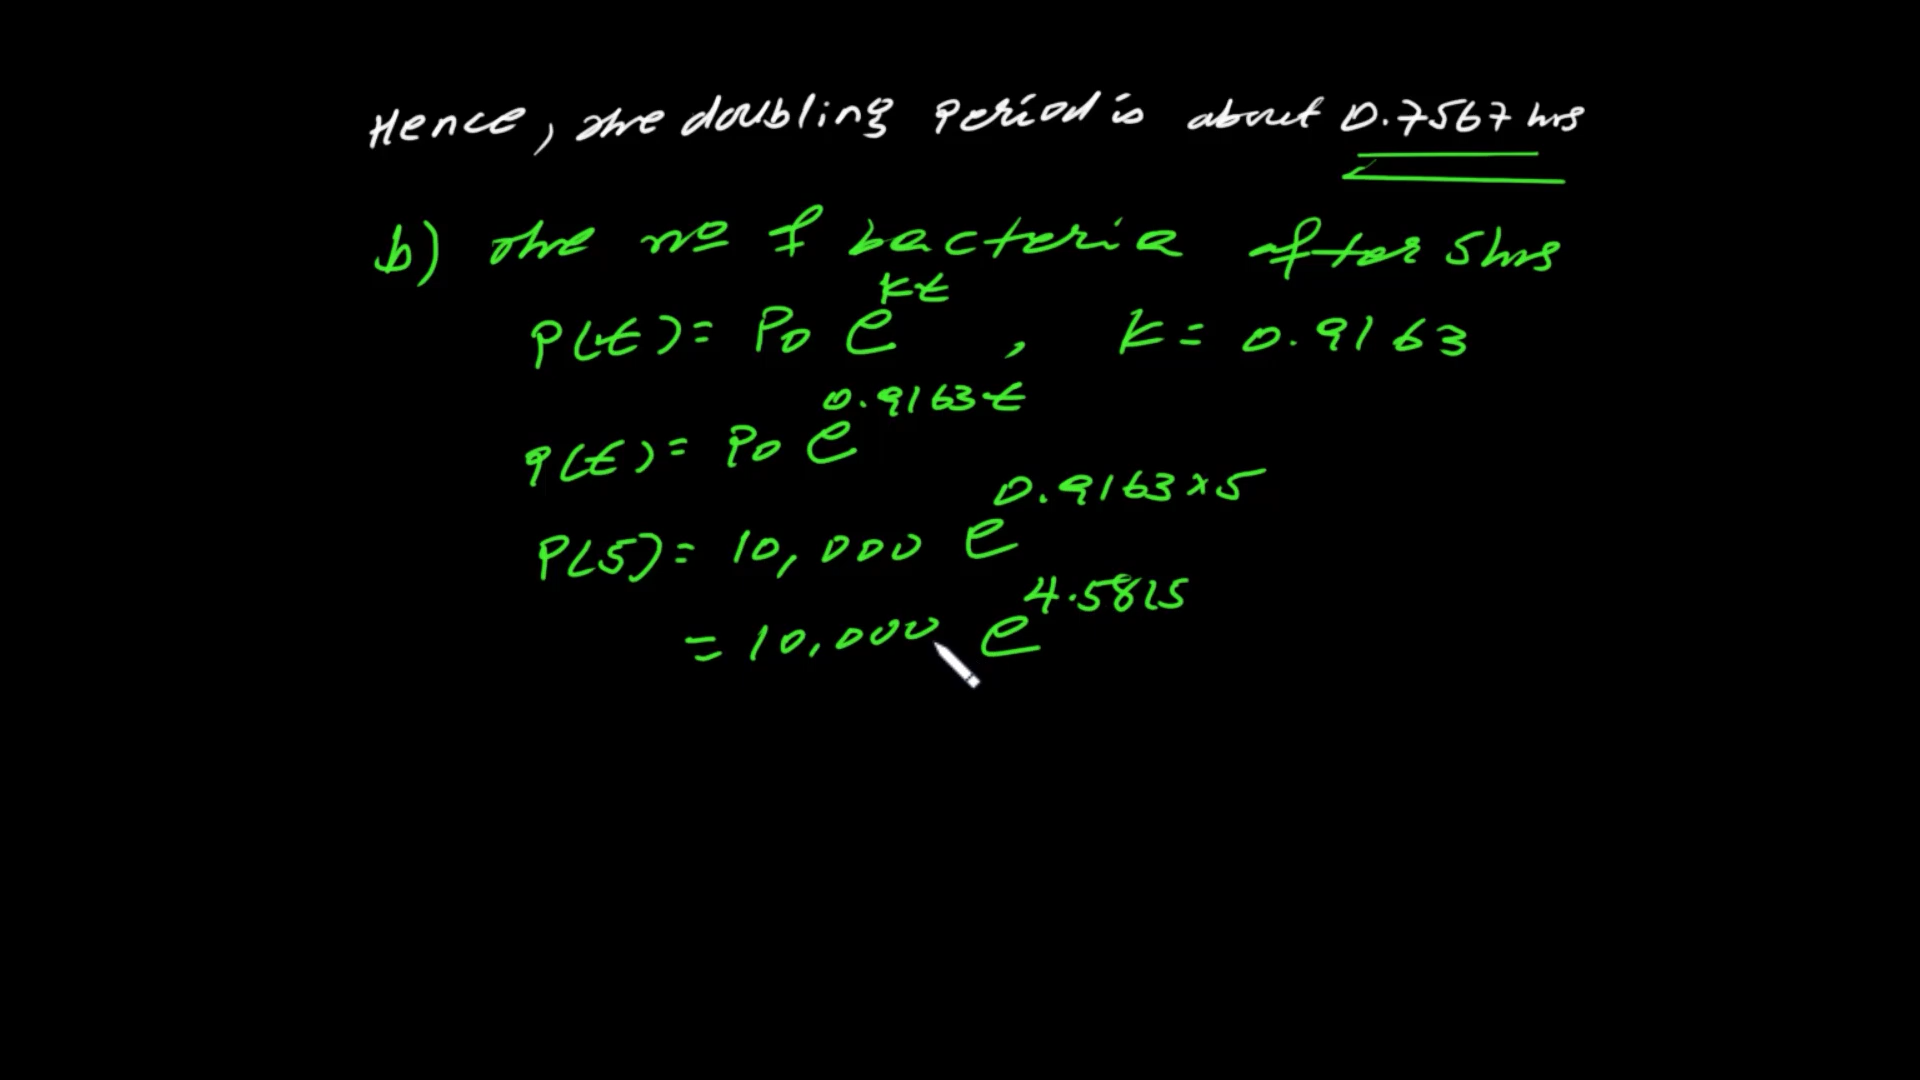 Hence, the doubling period is about 0.7567 hrs
b) the nº of bacteria after 5hrs
P(t) = P₀ e^kt , K = 0.9163
P(t) = P₀ e^0.9163t
P(5) = 10,000 e^0.9163×5
= 10,000 e^4.5815